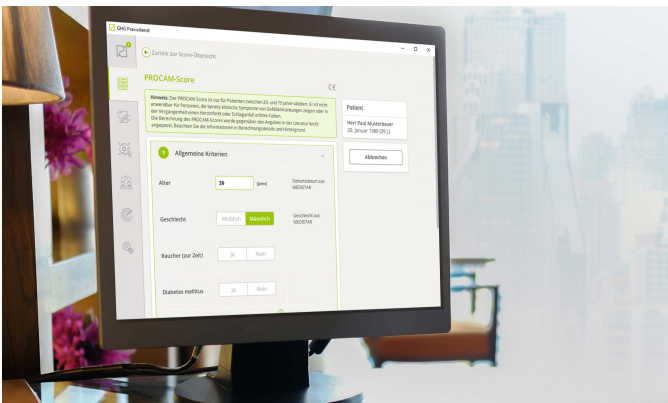 GHG Praxisdienst
Zurück zur Score-Übersicht
PROCAM-Score
CE
Hinweis: Der PROCAM Score ist nur für Patienten zwischen 20- und 75 Jahre validiert. Er ist nicht
anwendbar für Personen, die bereits klinische Symptome von Gefäßerkrankungen zeigen oder in
der Vergangenheit einen Herzinfarkt oder Schlaganfall erlitten haben.
Die Berechnung des PROCAM-Scores wurde gegenüber den Angaben in der Literatur leicht
angepasst. Beachten Sie die Informationen in Berechnungsdetails und Hintergrund.
Patient
Herr Paul Musterbauer
20. Januar 1980 (39 J.)
Abbrechen
1 Allgemeine Kriterien
Alter 39 Jahre Geburtsdatum aus
MEDISTAR
Geschlecht Weiblich Männlich Geschlecht aus
MEDISTAR
Raucher (zur Zeit) Ja Nein
Diabetes mellitus Ja Nein